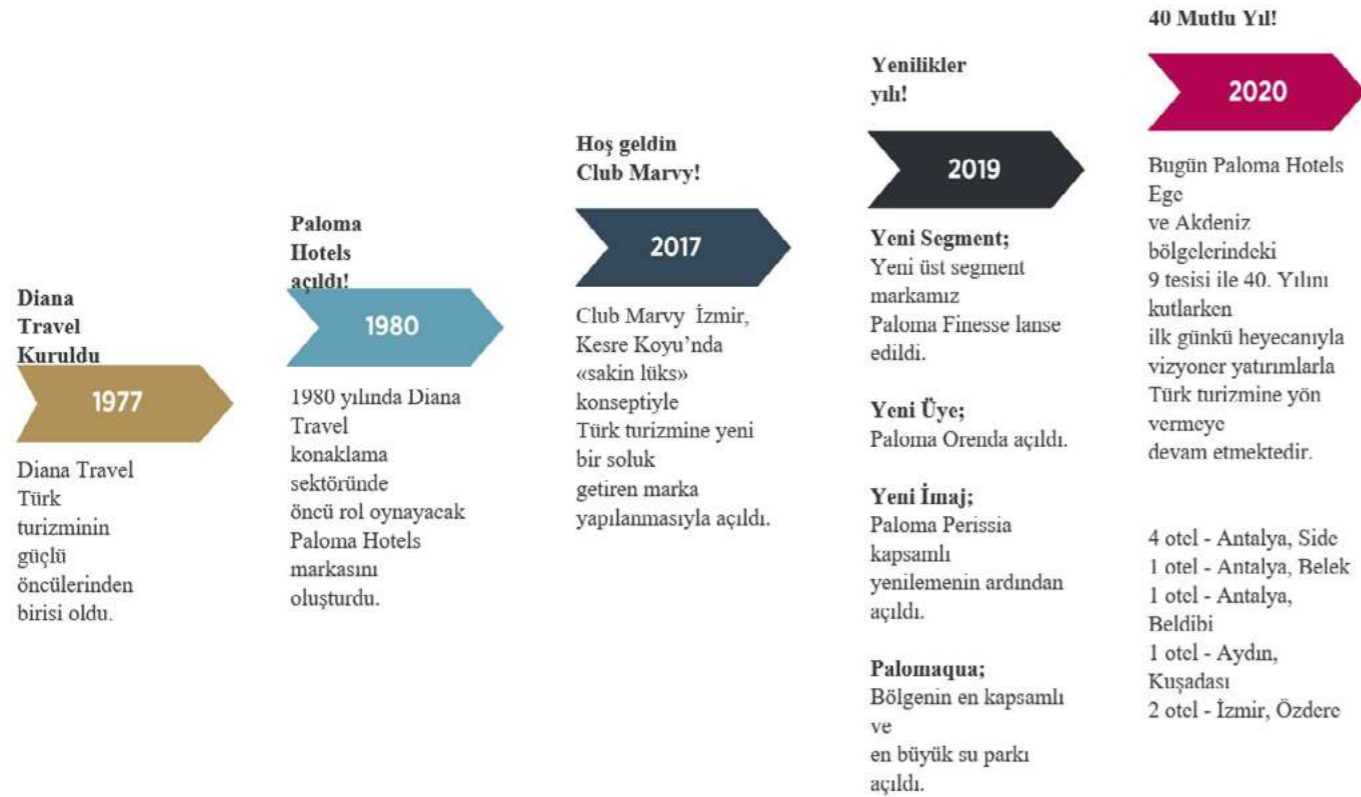 Diana
Travel
Kuruldu
1977
Diana Travel
Türk
turizminin
güçlü
öncülerinden
birisi oldu.
Paloma
Hotels
açıldı!
1980
1980 yılında Diana
Travel
konaklama
sektöründe
öncü rol oynayacak
Paloma Hotels
markasını
oluşturdu.
Hoş geldin
Club Marvy!
2017
Club Marvy İzmir,
Kesre Koyu’nda
«sakin lüks»
konseptiyle
Türk turizmine yeni
bir soluk
getiren marka
yapılanmasıyla açıldı.
Yenilikler
yılı!
2019
Yeni Segment;
Yeni üst segment
markamız
Paloma Finesse lanse
edildi.
Yeni Üye;
Paloma Orenda açıldı.
Yeni İmaj;
Paloma Perissia
kapsamlı
yenilemenin ardından
açıldı.
Palomaqua;
Bölgenin en kapsamlı
ve
en büyük su parkı
açıldı.
40 Mutlu Yıl!
2020
Bugün Paloma Hotels
Ege
ve Akdeniz
bölgelerindeki
9 tesisi ile 40. Yılını
kutlarken
ilk günkü heyecanıyla
vizyoner yatırımlarla
Türk turizmine yön
vermeye
devam etmektedir.
4 otel - Antalya, Side
1 otel - Antalya, Belek
1 otel - Antalya,
Beldibi
1 otel - Aydın,
Kuşadası
2 otel - İzmir, Özdere